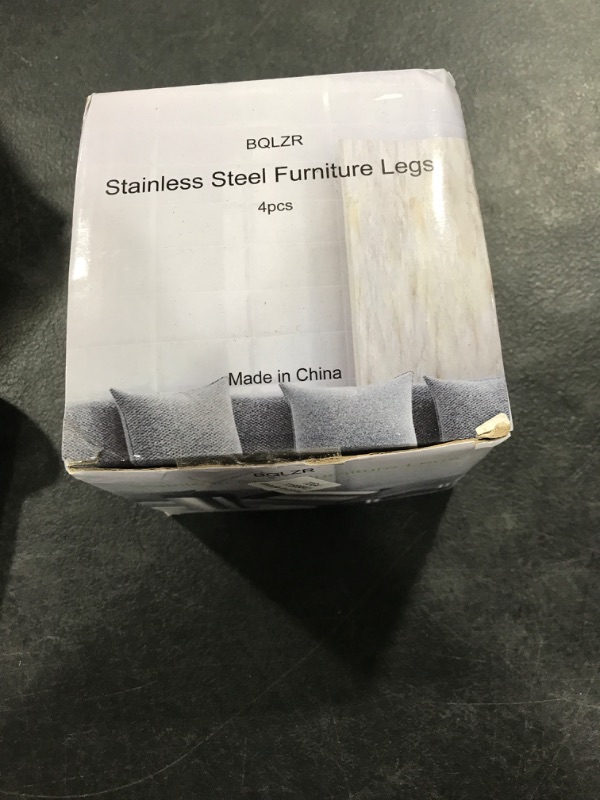 BQLZR
Stainless Steel Furniture Legs
4pcs
Made in China
BQLZR